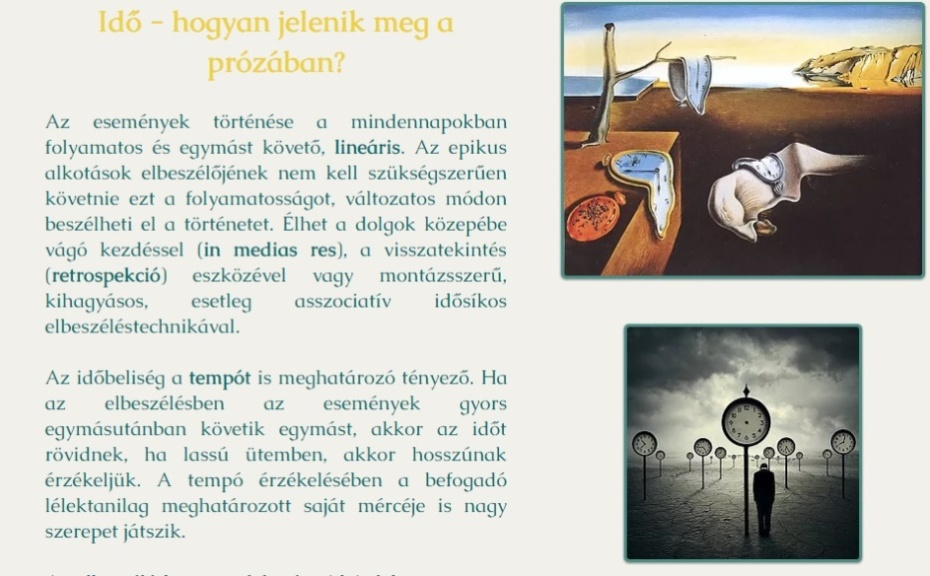 Idő - hogyan jelenik meg a
prózában?
Az események történése a mindennapokban
folyamatos és egymást követő, lineáris. Az epikus
alkotások elbeszélőjének nem kell szükségszerűen
követnie ezt a folyamatosságot, változatos módon
beszélheti el a történetet. Élhet a dolgok közepébe
vágó kezdéssel (in medias res), a visszatekintés
(retrospekció) eszközével vagy montázsszerű,
kihagyásos, esetleg asszociatív idősíkos
elbeszéléstechnikával.
Az időbeliség a tempót is meghatározó tényező. Ha
az elbeszélésben az események gyors
egymásutánban követik egymást, akkor az időt
rövidnek, ha lassú ütemben, akkor hosszúnak
érzékeljük. A tempó érzékelésében a befogadó
lélektanilag meghatározott saját mércéje is nagy
szerepet játszik.